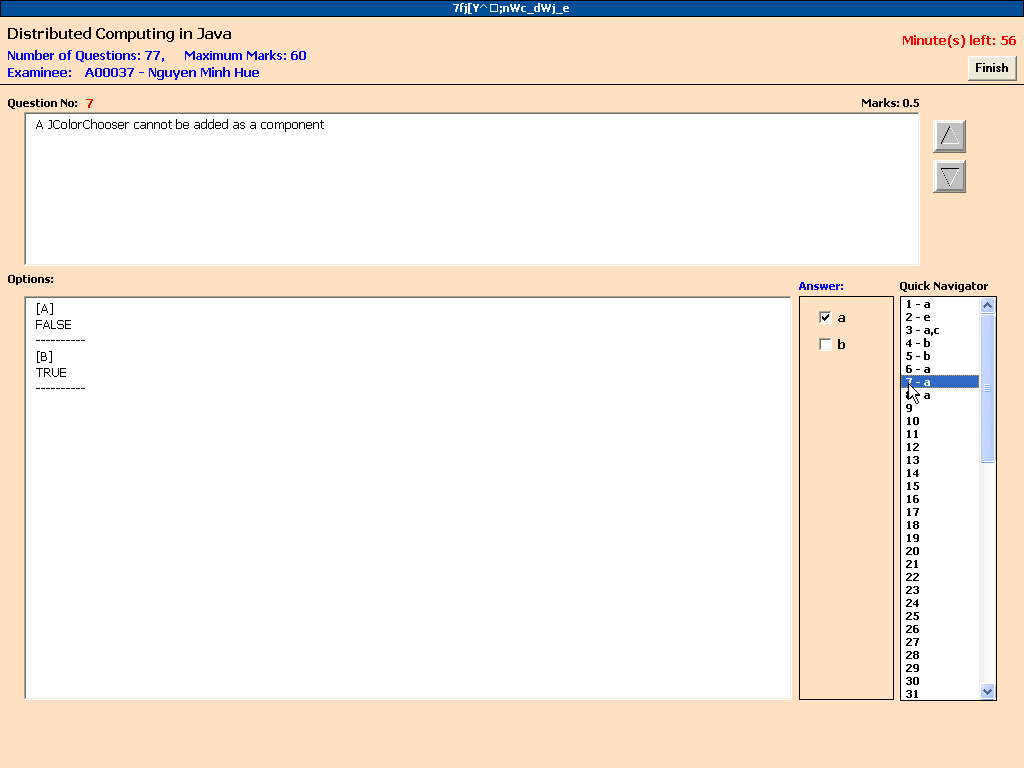 7fj[Y^ □;nWc_dWj_e
Distributed Computing in Java
Number of Questions: 77, Maximum Marks: 60
Minute(s) left: 56
Examinee: A00037 - Nguyen Minh Hue
Finish
Question No: 7
Marks: 0.5
A JColorChooser cannot be added as a component
Options:
Answer:
Quick Navigator
[A]
FALSE
----------
[B]
TRUE
----------
a
b
1 - a
2 - e
3 - a,c
4 - b
5 - b
6 - a
7 - a
8 - a
9
10
11
12
13
14
15
16
17
18
19
20
21
22
23
24
25
26
27
28
29
30
31